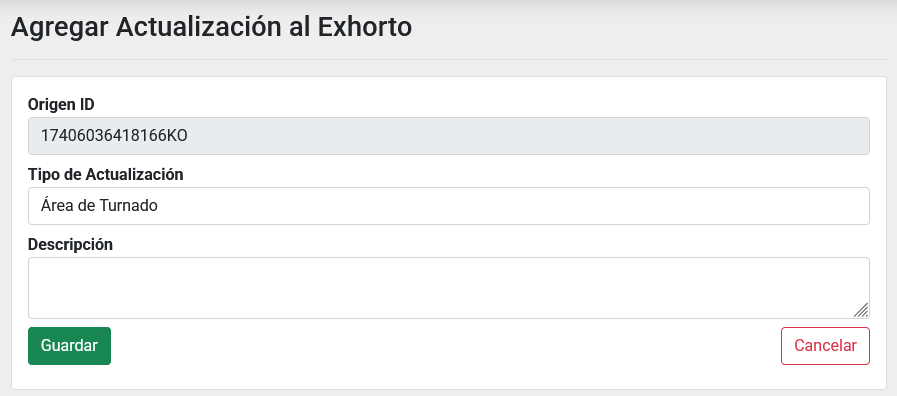 Agregar Actualización al Exhorto
Origen ID
17406036418166KO
Tipo de Actualización
Área de Turnado
Descripción
Guardar
Cancelar